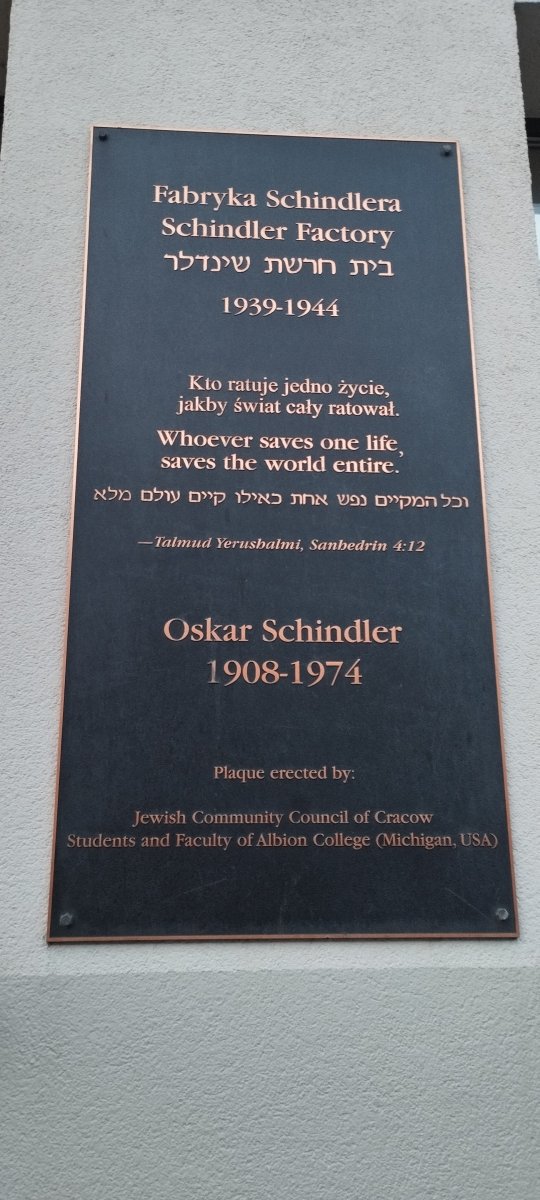 Fabryka Schindlera
Schindler Factory
בית חרשת שינדלר
1939-1944
Kto ratuje jedno życie,
jakby świat cały ratował.
Whoever saves one life,
saves the world entire.
וכל המקיים נפש אחת כאילו קיים עולם מלא
—Talmud Yerushalmi, Sanhedrin 4:12
Oskar Schindler
1908-1974
Plaque erected by:
Jewish Community Council of Cracow
Students and Faculty of Albion College (Michigan, USA)